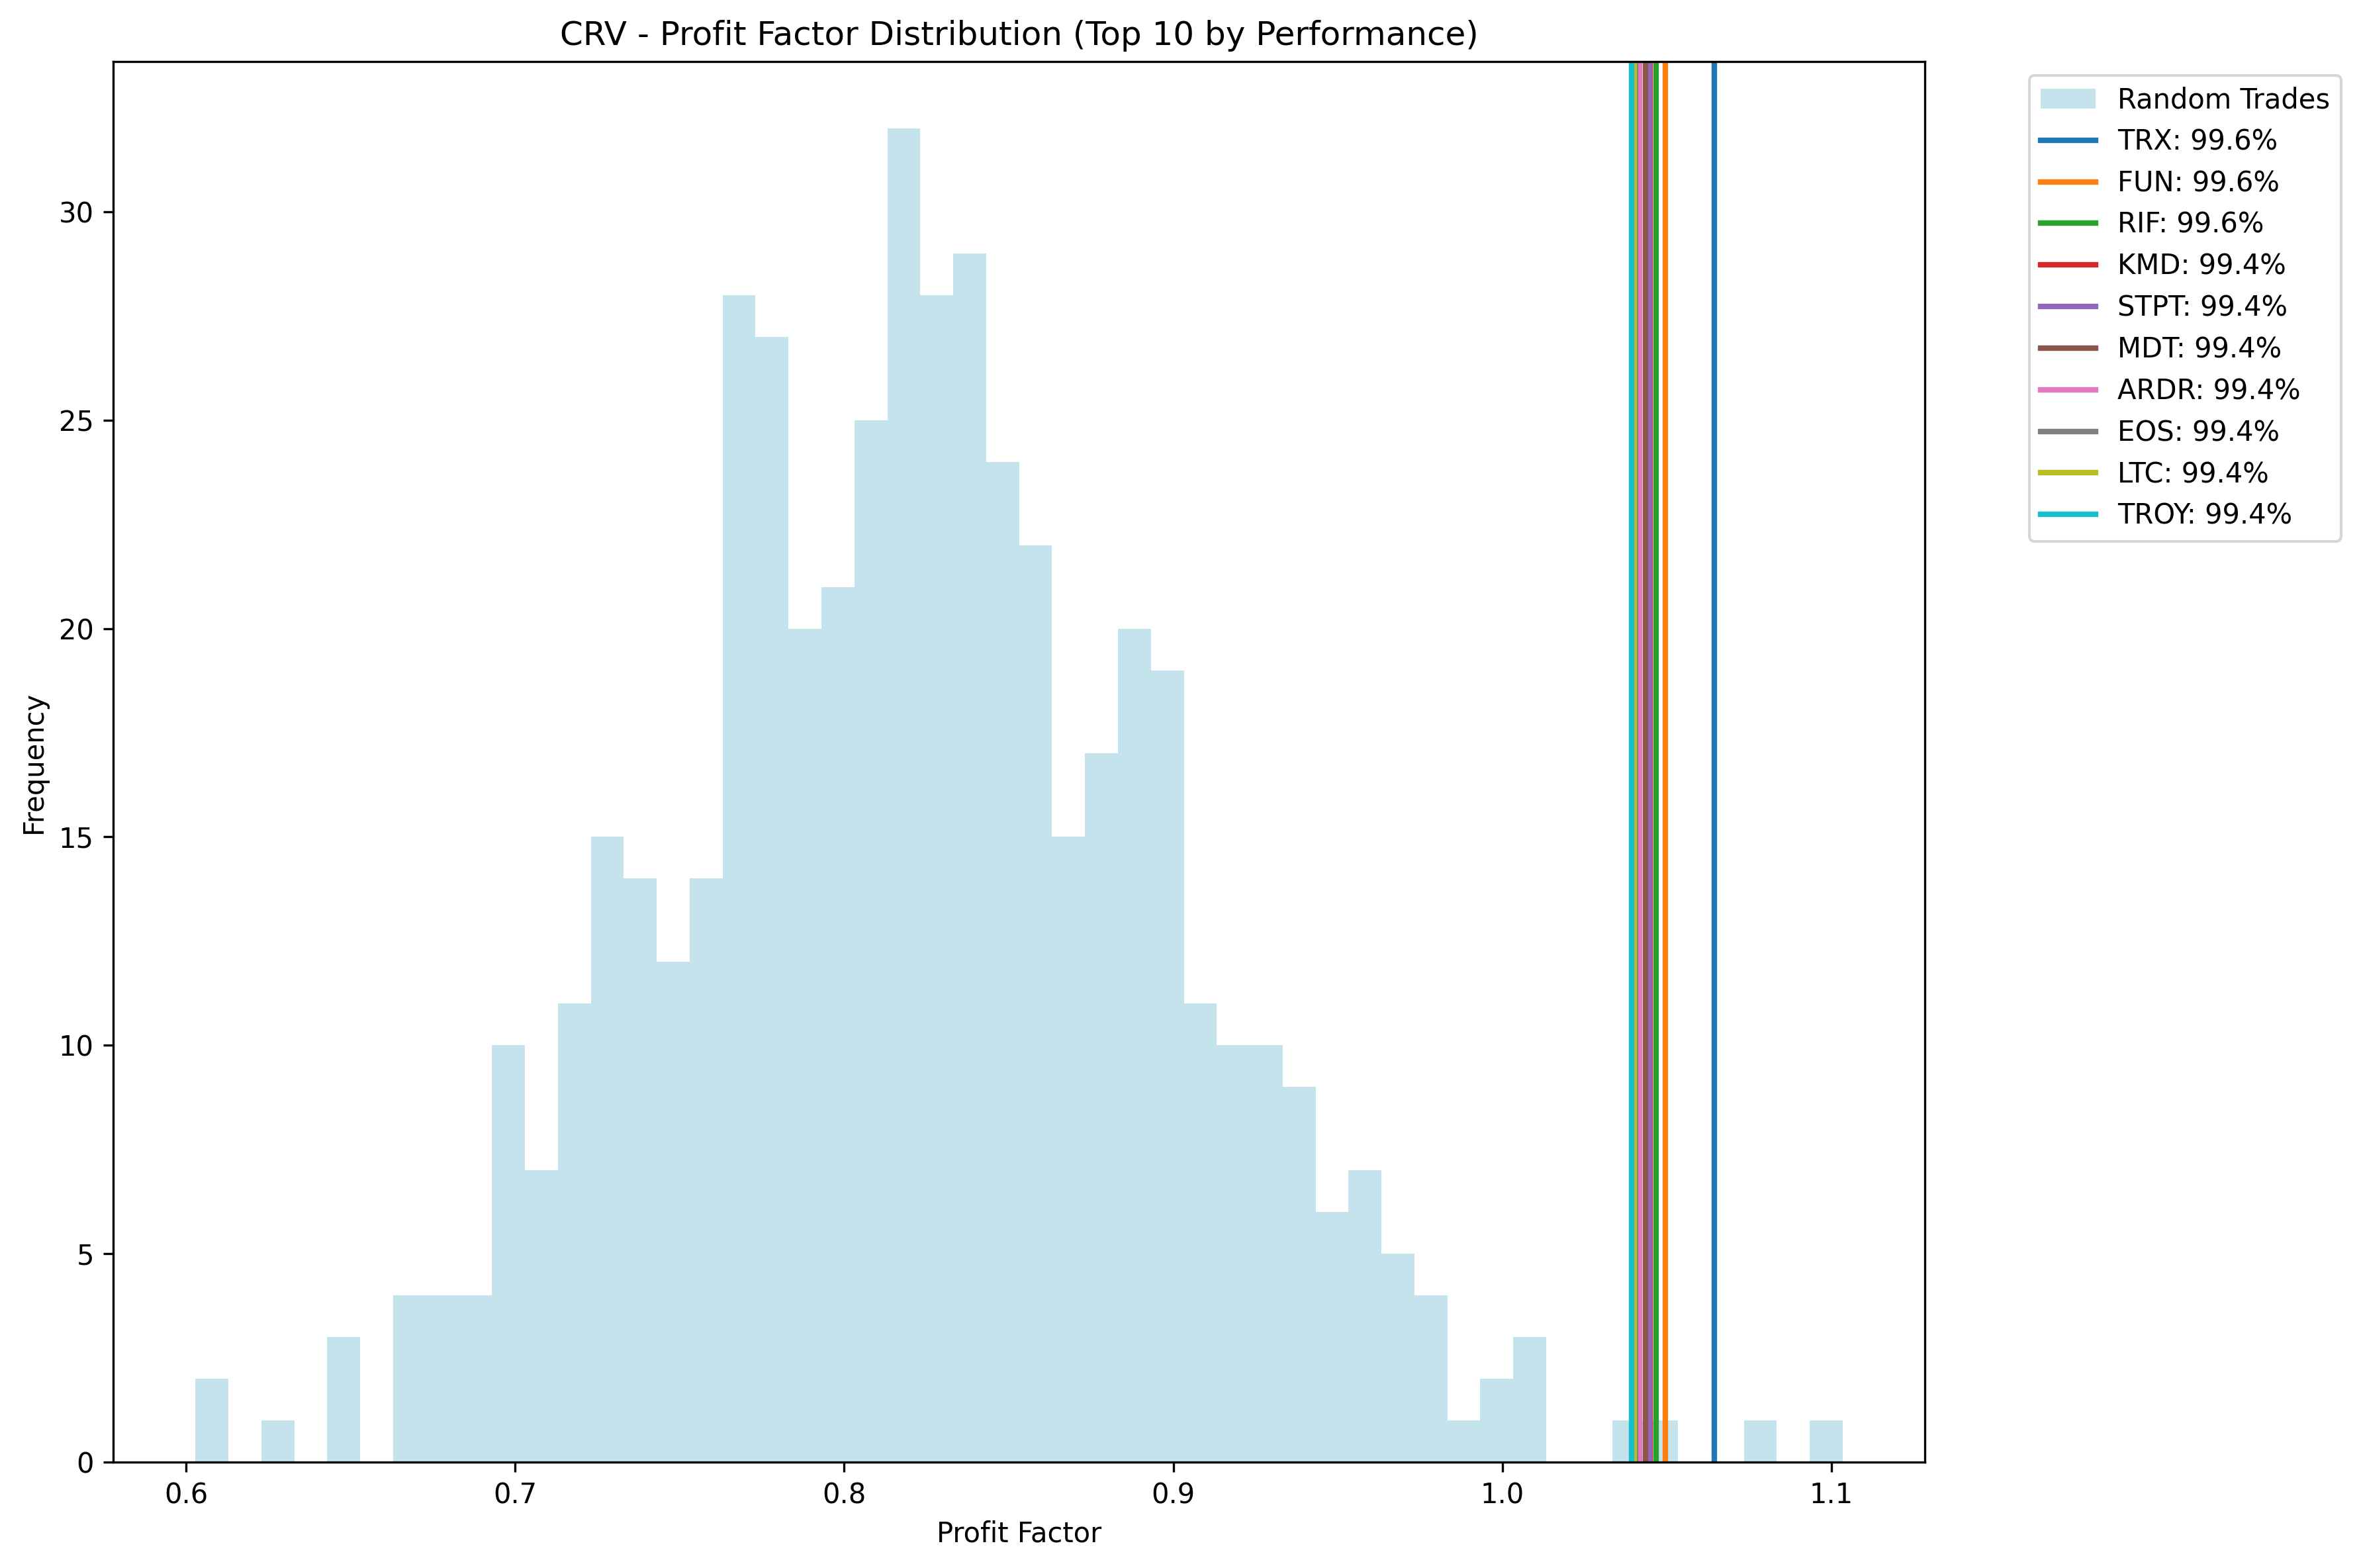 CRV - Profit Factor Distribution (Top 10 by Performance)
Random Trades
TRX: 99.6%
FUN: 99.6%
RIF: 99.6%
KMD: 99.4%
STPT: 99.4%
MDT: 99.4%
ARDR: 99.4%
EOS: 99.4%
LTC: 99.4%
TROY: 99.4%
Frequency
30
25
20
15
10
5
0
0.6 0.7 0.8 0.9 1.0 1.1
Profit Factor